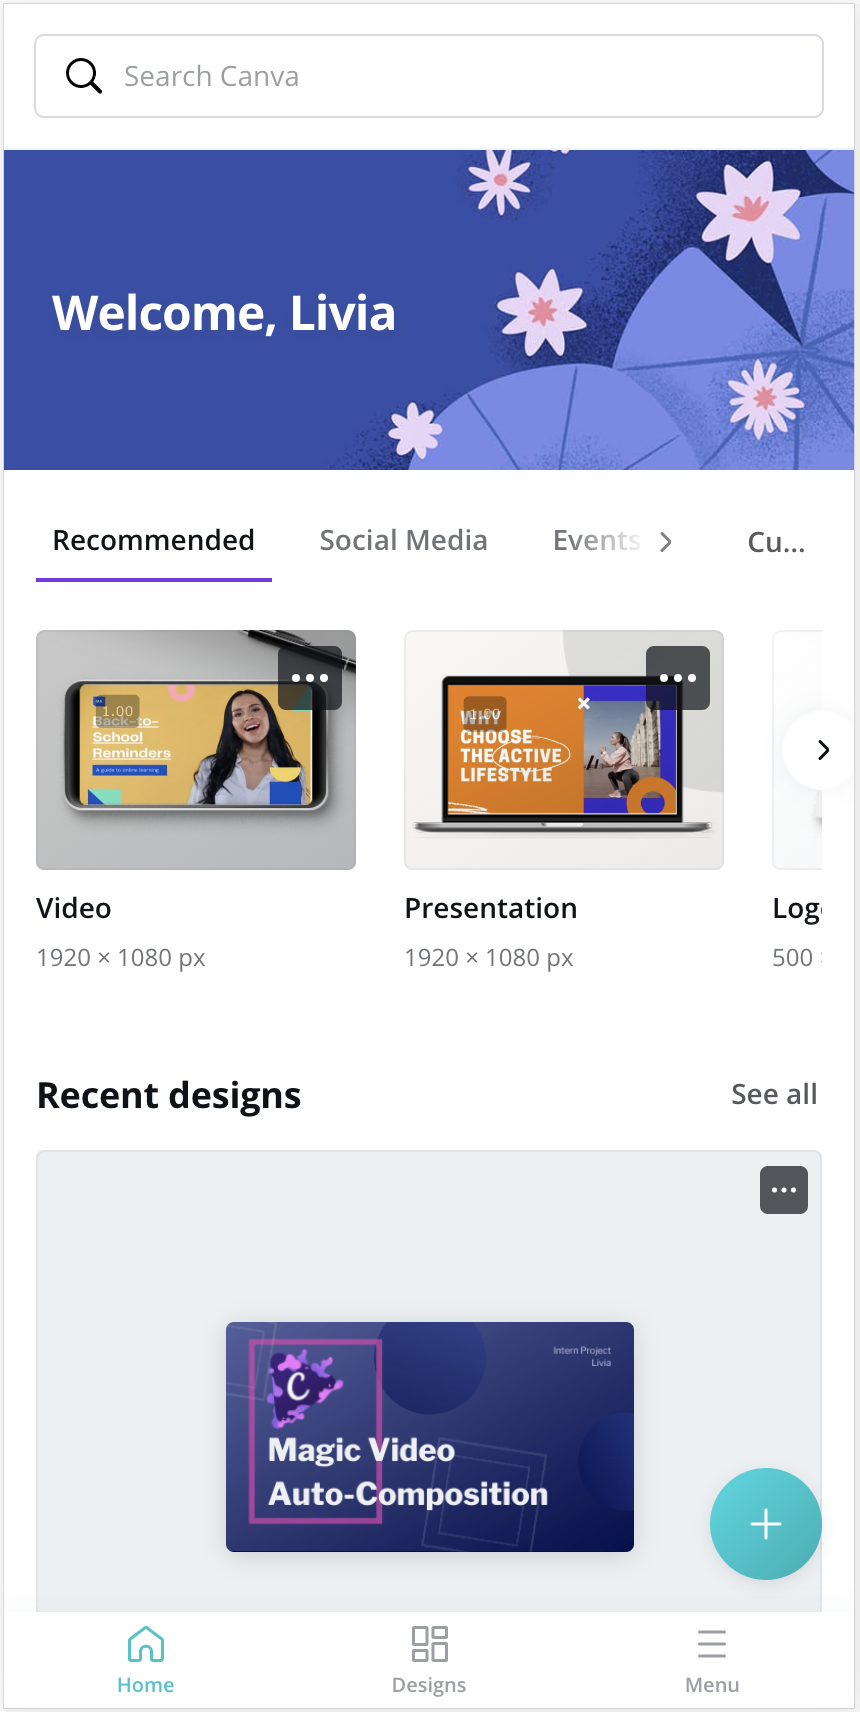 Search Canva
Welcome, Livia
Recommended
Social Media
Events
Cu...
1.00
Back-to-
School
Reminders
A guide to online learning
1.00
WHY
CHOOSE
THE ACTIVE
LIFESTYLE
Video
1920 × 1080 px
Presentation
1920 × 1080 px
Log
500
Recent designs
See all
Intern Project
Livia
C
Magic Video
Auto-Composition
Home
Designs
Menu